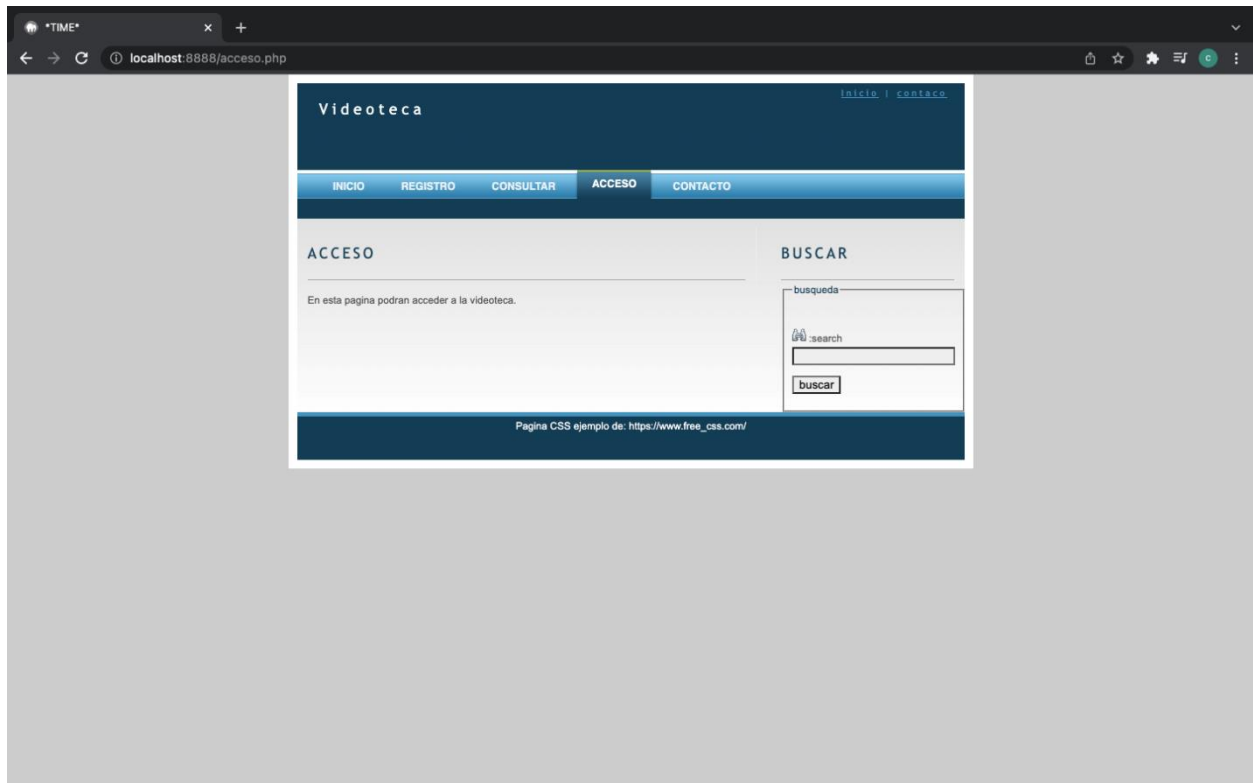 *TIME*
localhost:8888/acceso.php
c
Inicio | contaco
Videoteca
INICIO REGISTRO CONSULTAR ACCESO CONTACTO
ACCESO
En esta pagina podran acceder a la videoteca.
BUSCAR
busqueda
:search
buscar
Pagina CSS ejemplo de: https://www.free_css.com/